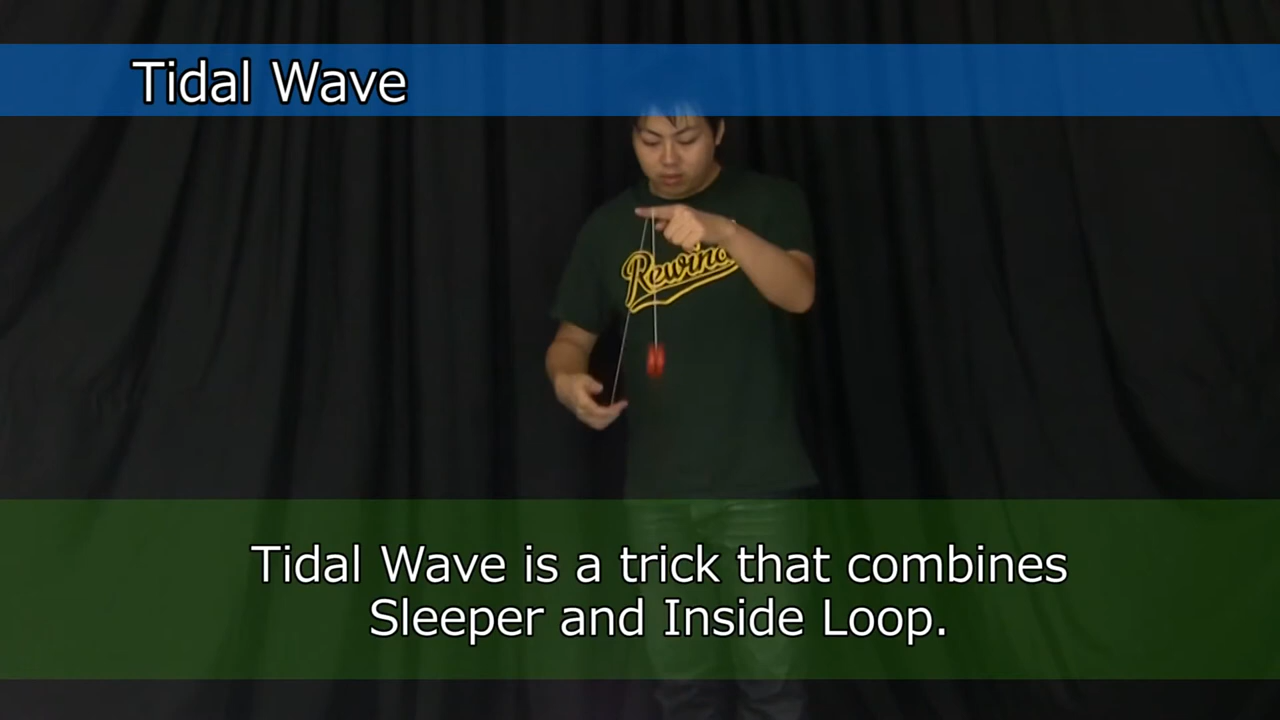 Tidal Wave
Rewind
Tidal Wave is a trick that combines
Sleeper and Inside Loop.